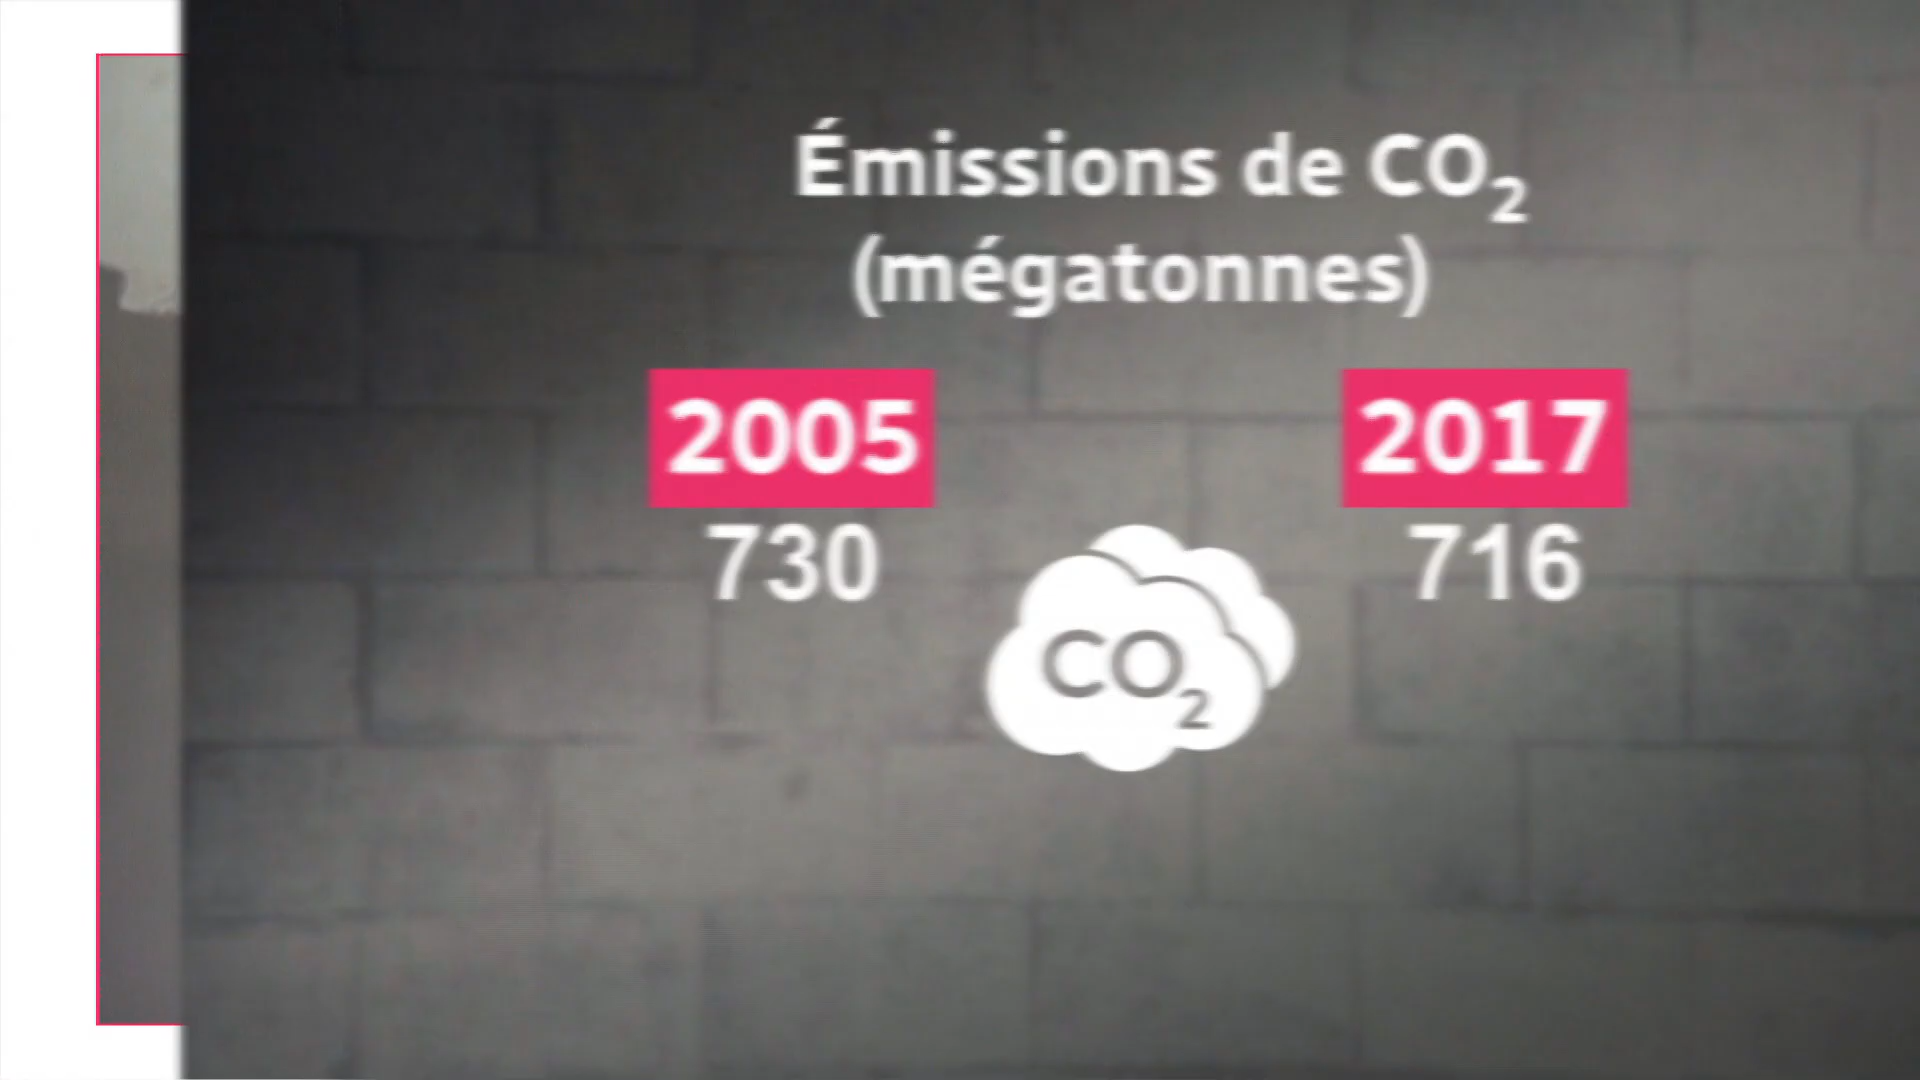 Émissions de CO₂
(mégatonnes)
2005
2017
730
716
CO₂